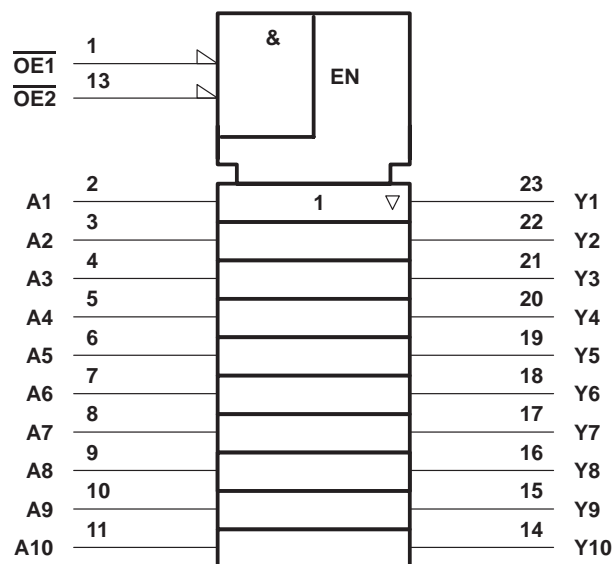 &
EN
1
O̅E̅1̅
13
O̅E̅2̅
A1 2 1 ▽ 23 Y1
A2 3 22 Y2
A3 4 21 Y3
A4 5 20 Y4
A5 6 19 Y5
A6 7 18 Y6
A7 8 17 Y7
A8 9 16 Y8
A9 10 15 Y9
A10 11 14 Y10